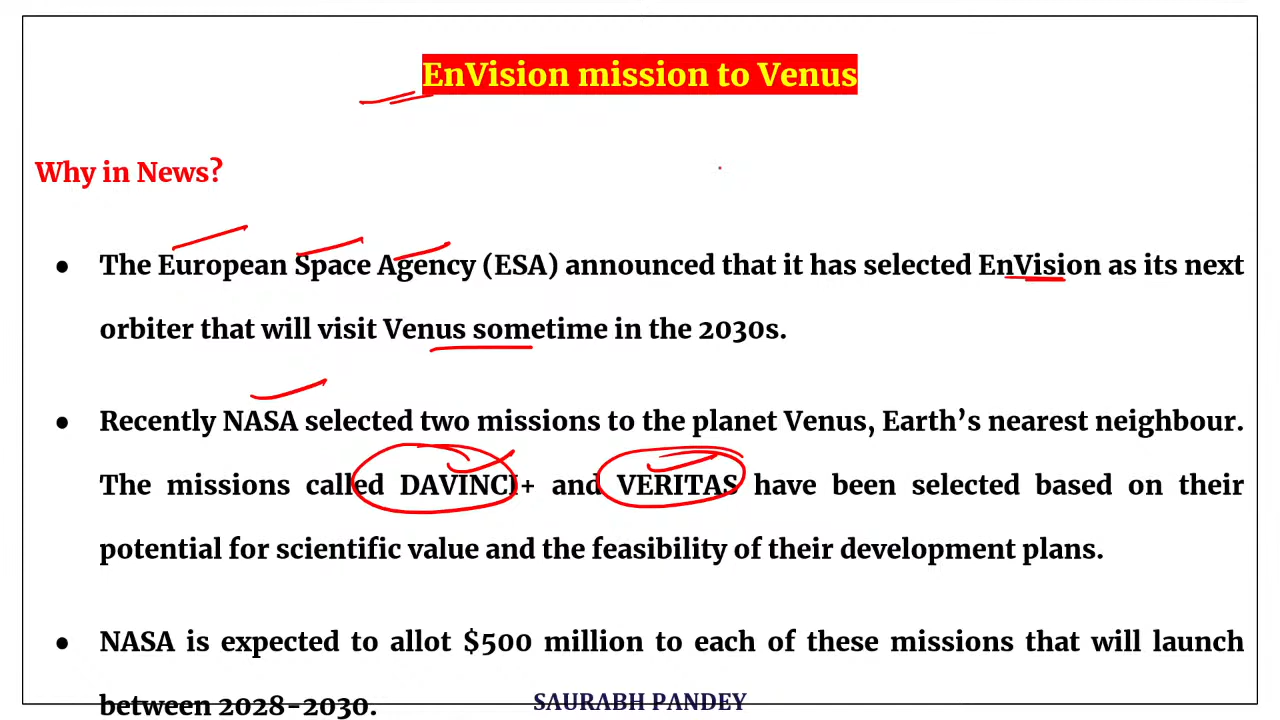 EnVision mission to Venus
Why in News?
● The European Space Agency (ESA) announced that it has selected EnVision as its next
orbiter that will visit Venus sometime in the 2030s.
● Recently NASA selected two missions to the planet Venus, Earth’s nearest neighbour.
The missions called DAVINCI+ and VERITAS have been selected based on their
potential for scientific value and the feasibility of their development plans.
● NASA is expected to allot $500 million to each of these missions that will launch
between 2028-2030.
SAURABH PANDEY